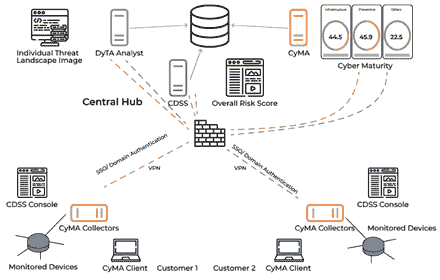 Infrastructure
Preventive
Others
44.5
45.9
22.5
Individual Threat
Landscape Image
DyTA Analyst
CyMA
Cyber Maturity
CDSS
Overall Risk Score
Central Hub
SSO/ Domain Authentication
VPN
SSO/ Domain Authentication
VPN
CDSS Console
CDSS Console
CyMA Collectors
CyMA Collectors
Monitored Devices
Monitored Devices
CyMA Client
Customer 1
Customer 2
CyMA Client